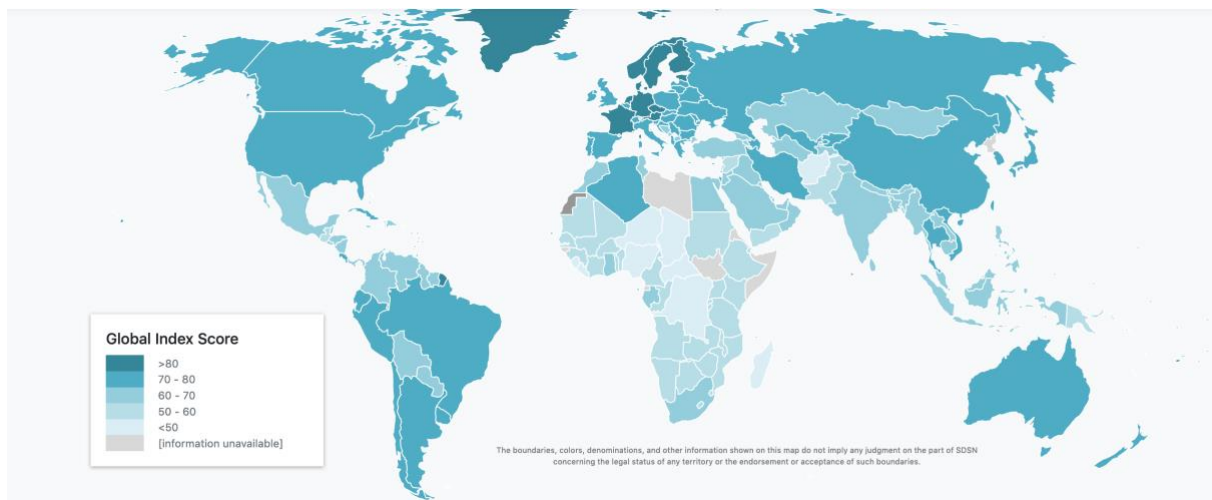 Global Index Score
>80
70 - 80
60 - 70
50 - 60
<50
[information unavailable]
The boundaries, colors, denominations, and other information shown on this map do not imply any judgment on the part of SDSN
concerning the legal status of any territory or the endorsement or acceptance of such boundaries.